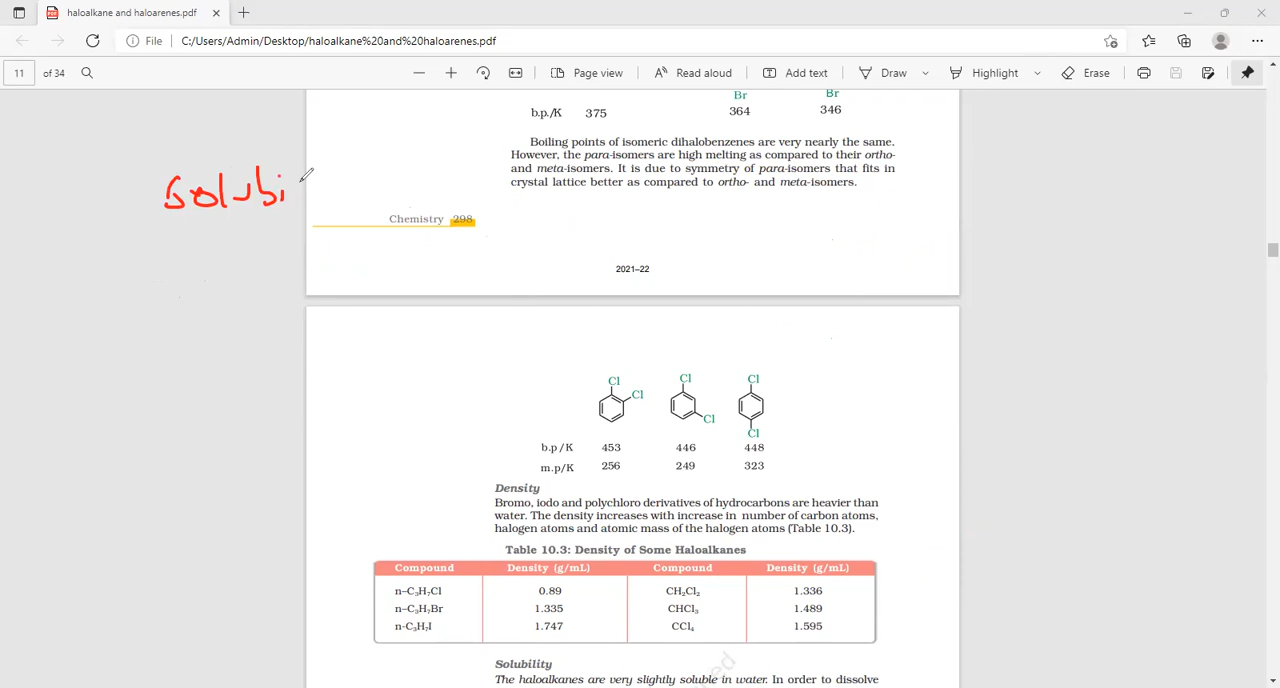 haloalkane and haloarenes.pdf
File C:/Users/Admin/Desktop/haloalkane%20and%20haloarenes.pdf
11 of 34 Page view Read aloud Add text Draw Highlight Erase
Br Br
b.p./K 375 364 346
Boiling points of isomeric dihalobenzenes are very nearly the same.
However, the para-isomers are high melting as compared to their ortho-
and meta-isomers. It is due to symmetry of para-isomers that fits in
crystal lattice better as compared to ortho- and meta-isomers.
Solubi
Chemistry 298
2021–22
Cl Cl Cl
Cl Cl Cl
b.p/K 453 446 448
m.p/K 256 249 323
Density
Bromo, iodo and polychloro derivatives of hydrocarbons are heavier than
water. The density increases with increase in number of carbon atoms,
halogen atoms and atomic mass of the halogen atoms (Table 10.3).
Table 10.3: Density of Some Haloalkanes
Compound Density (g/mL) Compound Density (g/mL)
n–C₃H₇Cl 0.89 CH₂Cl₂ 1.336
n–C₃H₇Br 1.335 CHCl₃ 1.489
n-C₃H₇I 1.747 CCl₄ 1.595
Solubility
The haloalkanes are very slightly soluble in water. In order to dissolve